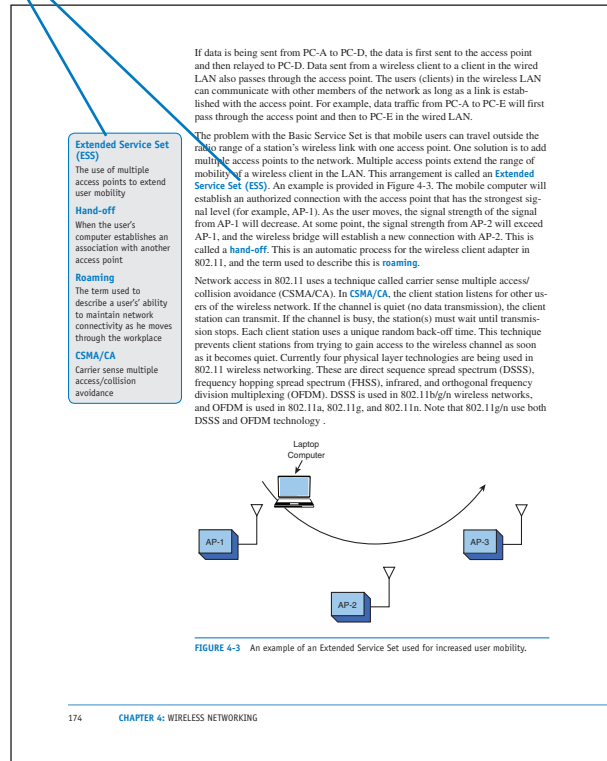 If data is being sent from PC-A to PC-D, the data is first sent to the access point
and then relayed to PC-D. Data sent from a wireless client to a client in the wired
LAN also passes through the access point. The users (clients) in the wireless LAN
can communicate with other members of the network as long as a link is estab-
lished with the access point. For example, data traffic from PC-A to PC-E will first
pass through the access point and then to PC-E in the wired LAN.
Extended Service Set
(ESS)
The use of multiple
access points to extend
user mobility
Hand-off
When the user's
computer establishes an
association with another
access point
Roaming
The term used to
describe a users' ability
to maintain network
connectivity as he moves
through the workplace
CSMA/CA
Carrier sense multiple
access/collision
avoidance
The problem with the Basic Service Set is that mobile users can travel outside the
radio range of a station's wireless link with one access point. One solution is to add
multiple access points to the network. Multiple access points extend the range of
mobility of a wireless client in the LAN. This arrangement is called an Extended
Service Set (ESS). An example is provided in Figure 4-3. The mobile computer will
establish an authorized connection with the access point that has the strongest sig-
nal level (for example, AP-1). As the user moves, the signal strength of the signal
from AP-1 will decrease. At some point, the signal strength from AP-2 will exceed
AP-1, and the wireless bridge will establish a new connection with AP-2. This is
called a hand-off. This is an automatic process for the wireless client adapter in
802.11, and the term used to describe this is roaming.
Network access in 802.11 uses a technique called carrier sense multiple access/
collision avoidance (CSMA/CA). In CSMA/CA, the client station listens for other us-
ers of the wireless network. If the channel is quiet (no data transmission), the client
station can transmit. If the channel is busy, the station(s) must wait until transmis-
sion stops. Each client station uses a unique random back-off time. This technique
prevents client stations from trying to gain access to the wireless channel as soon
as it becomes quiet. Currently four physical layer technologies are being used in
802.11 wireless networking. These are direct sequence spread spectrum (DSSS),
frequency hopping spread spectrum (FHSS), infrared, and orthogonal frequency
division multiplexing (OFDM). DSSS is used in 802.11b/g/n wireless networks,
and OFDM is used in 802.11a, 802.11g, and 802.11n. Note that 802.11g/n use both
DSSS and OFDM technology .
Laptop
Computer
AP-1
AP-3
AP-2
FIGURE 4-3 An example of an Extended Service Set used for increased user mobility.
174 CHAPTER 4: WIRELESS NETWORKING